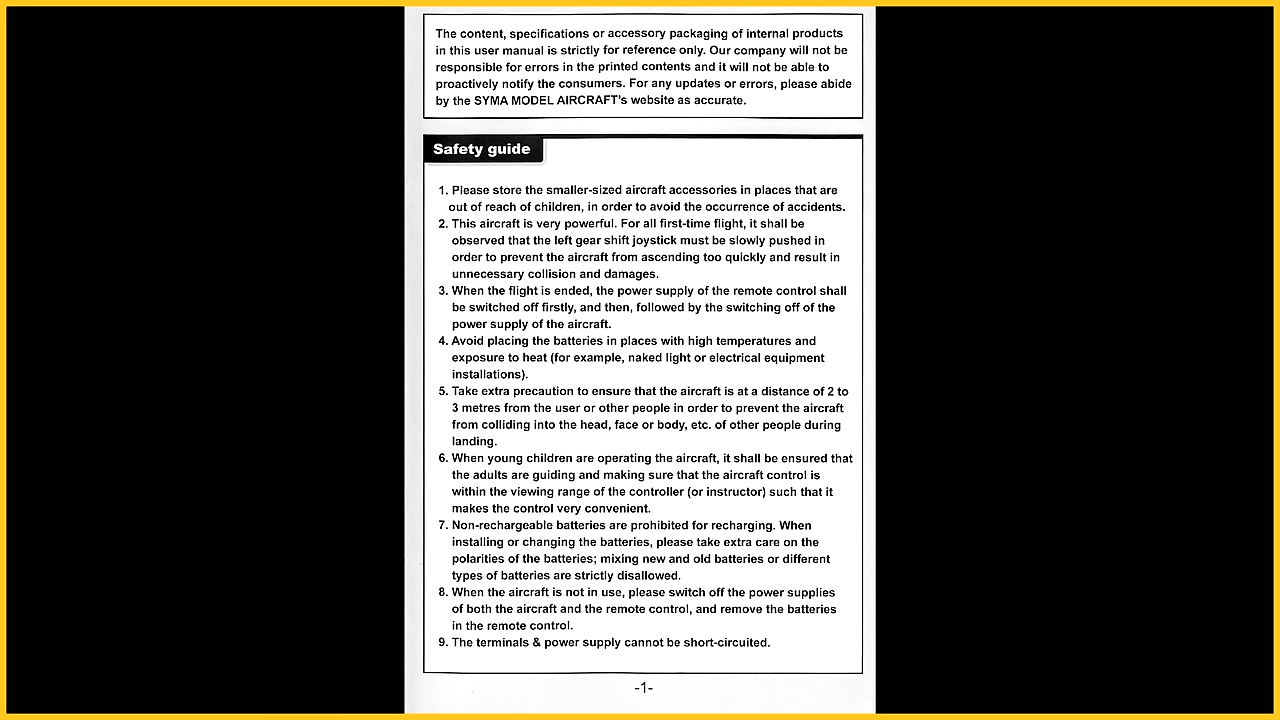 The content, specifications or accessory packaging of internal products
in this user manual is strictly for reference only. Our company will not be
responsible for errors in the printed contents and it will not be able to
proactively notify the consumers. For any updates or errors, please abide
by the SYMA MODEL AIRCRAFT's website as accurate.
Safety guide
1. Please store the smaller-sized aircraft accessories in places that are
out of reach of children, in order to avoid the occurrence of accidents.
2. This aircraft is very powerful. For all first-time flight, it shall be
observed that the left gear shift joystick must be slowly pushed in
order to prevent the aircraft from ascending too quickly and result in
unnecessary collision and damages.
3. When the flight is ended, the power supply of the remote control shall
be switched off firstly, and then, followed by the switching off of the
power supply of the aircraft.
4. Avoid placing the batteries in places with high temperatures and
exposure to heat (for example, naked light or electrical equipment
installations).
5. Take extra precaution to ensure that the aircraft is at a distance of 2 to
3 metres from the user or other people in order to prevent the aircraft
from colliding into the head, face or body, etc. of other people during
landing.
6. When young children are operating the aircraft, it shall be ensured that
the adults are guiding and making sure that the aircraft control is
within the viewing range of the controller (or instructor) such that it
makes the control very convenient.
7. Non-rechargeable batteries are prohibited for recharging. When
installing or changing the batteries, please take extra care on the
polarities of the batteries; mixing new and old batteries or different
types of batteries are strictly disallowed.
8. When the aircraft is not in use, please switch off the power supplies
of both the aircraft and the remote control, and remove the batteries
in the remote control.
9. The terminals & power supply cannot be short-circuited.
-1-